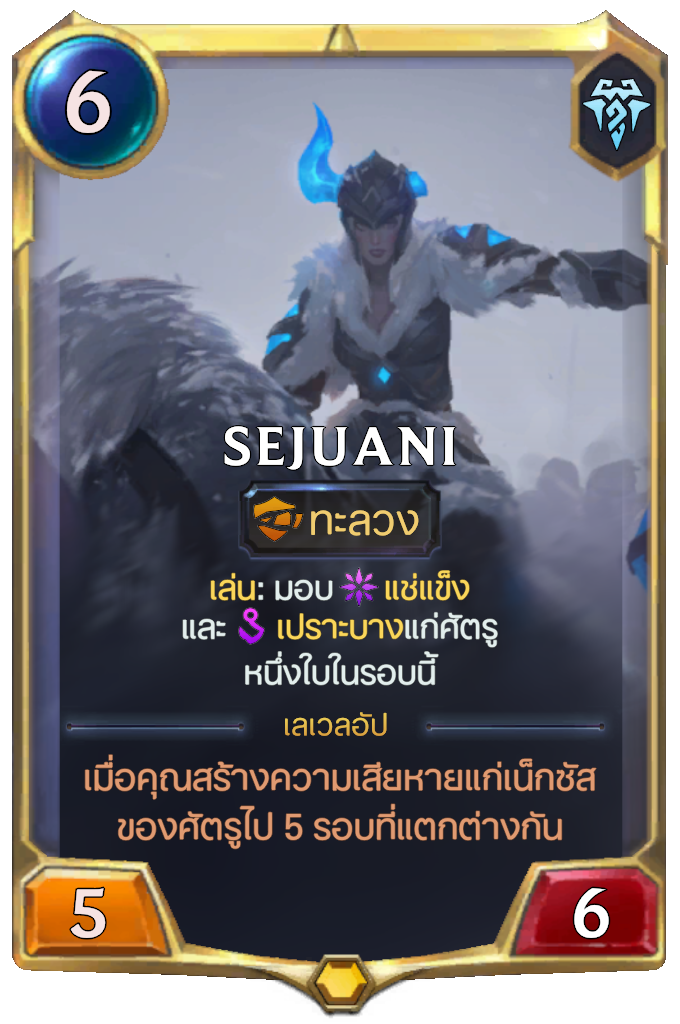 6
SEJUANI
ทะลวง
เล่น: มอบ แช่แข็ง
และ เปราะบางแก่ศัตรู
หนึ่งใบในรอบนี้
เลเวลอัป
เมื่อคุณสร้างความเสียหายแก่เน็กซัส
ของศัตรูไป 5 รอบที่แตกต่างกัน
5
6